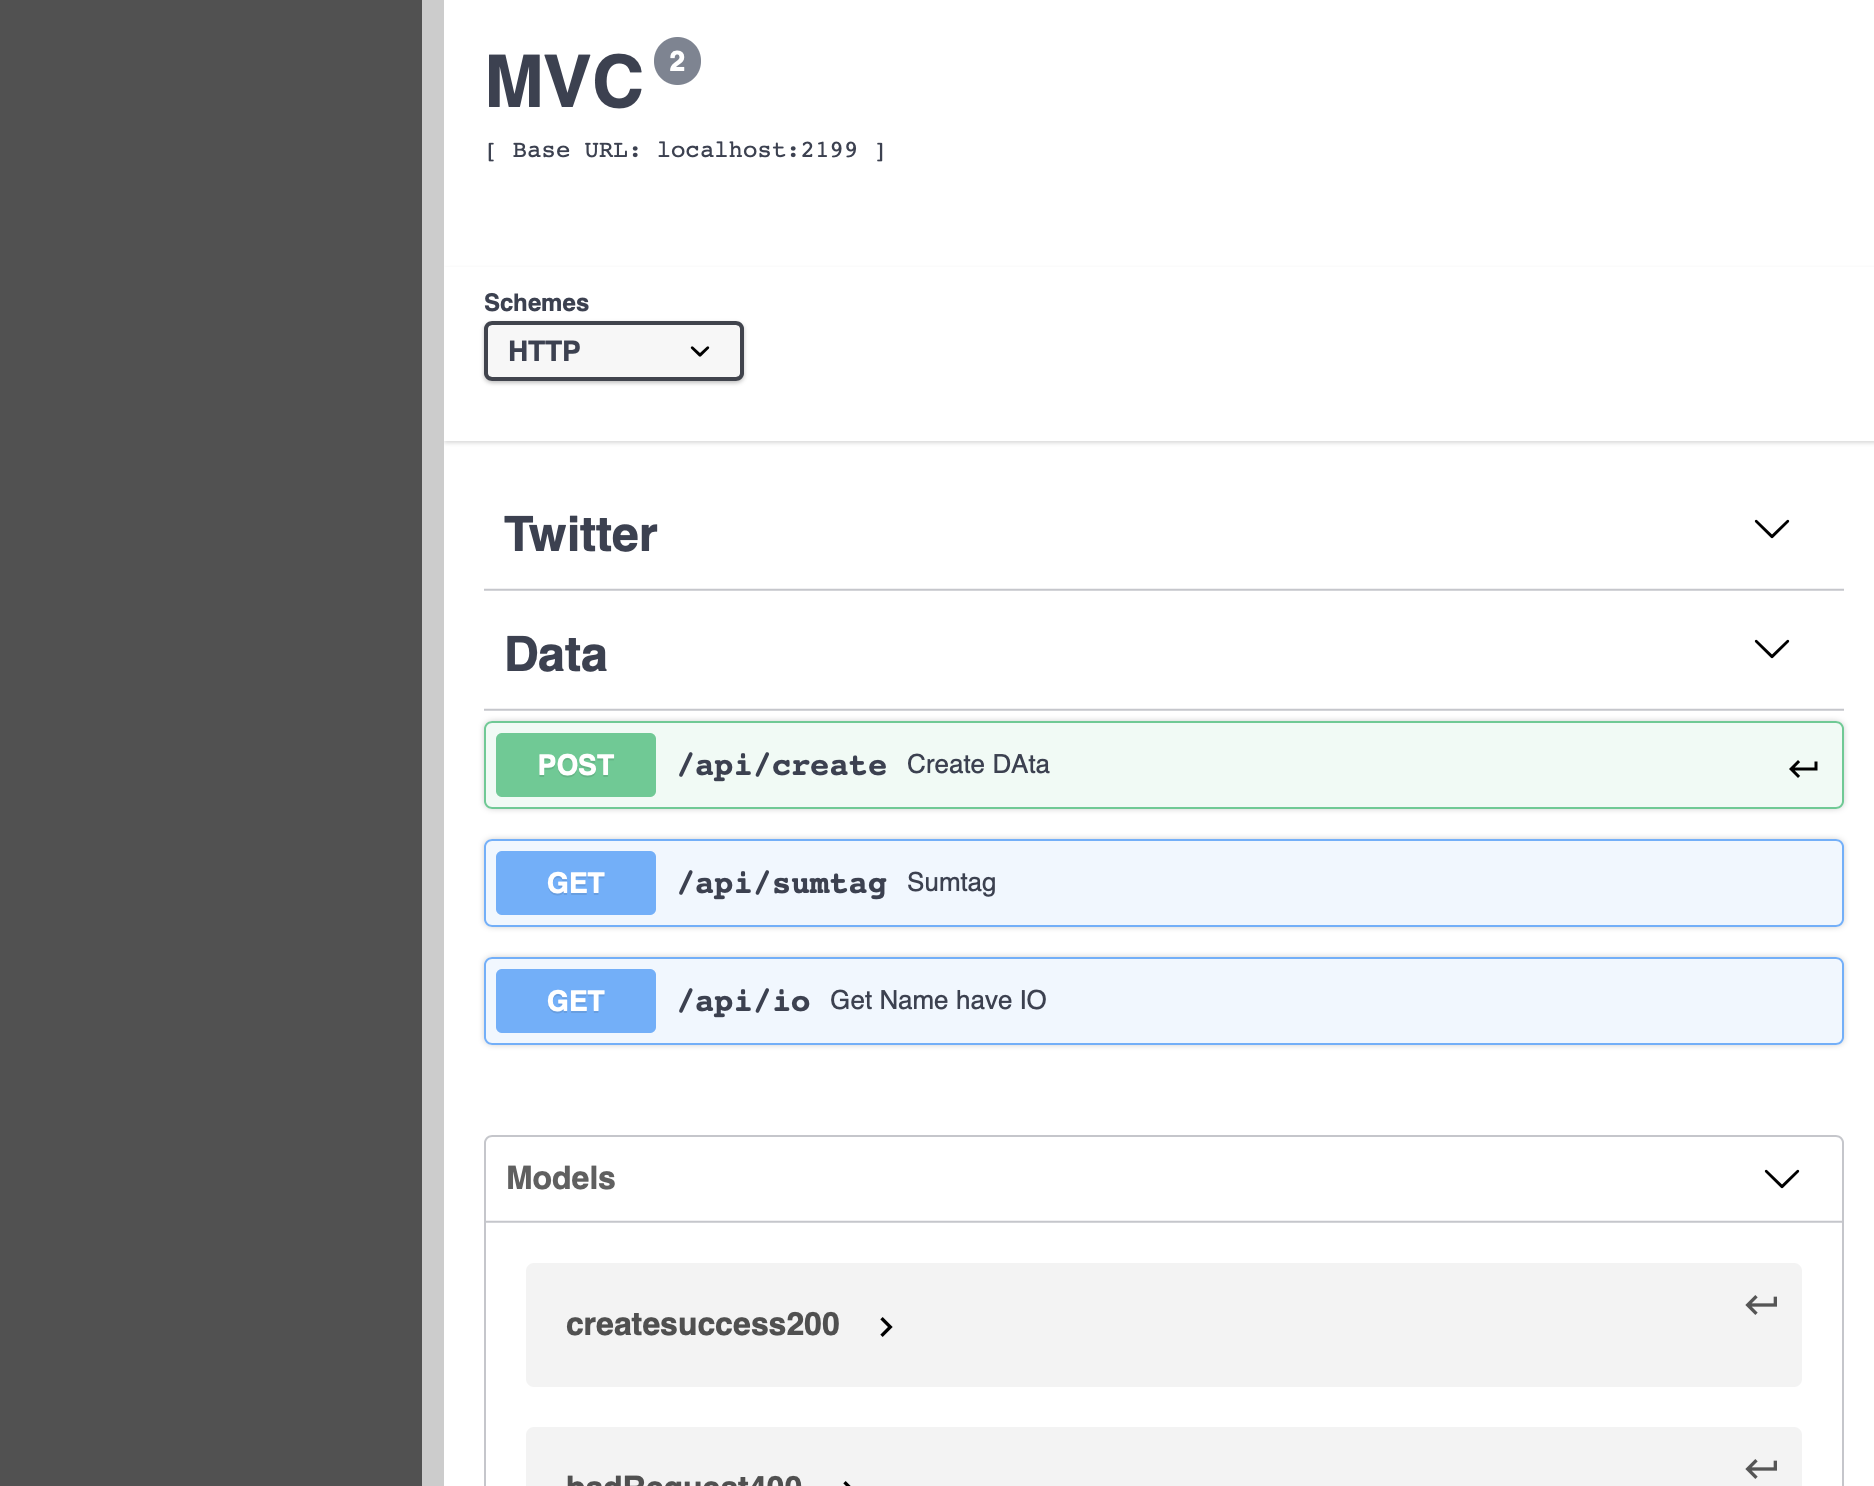 MVC 2
[ Base URL: localhost:2199 ]
Schemes
HTTP
Twitter
Data
POST /api/create Create DAta
GET /api/sumtag Sumtag
GET /api/io Get Name have IO
Models
createsuccess200
badRequest400